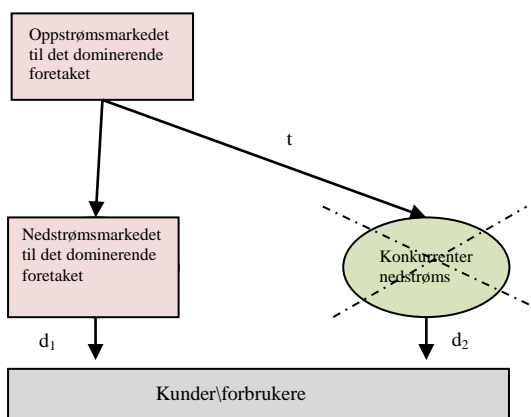 Oppstrømsmarkedet
til det dominerende
foretaket
t
Nedstrømsmarkedet
til det dominerende
foretaket
Konkurrenter
nedstrøms
d1
d2
Kunder\forbrukere